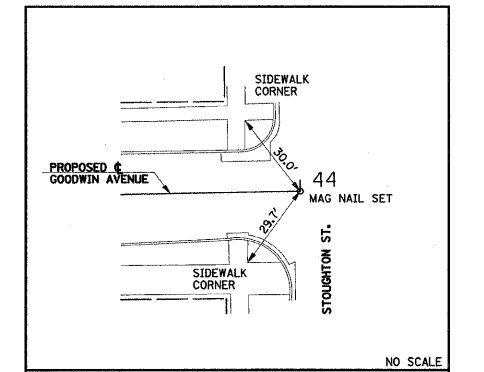 SIDEWALK
CORNER
PROPOSED ℄
GOODWIN AVENUE
30.0'
44
MAG NAIL SET
29.7'
SIDEWALK
CORNER
STOUGHTON ST.
NO SCALE